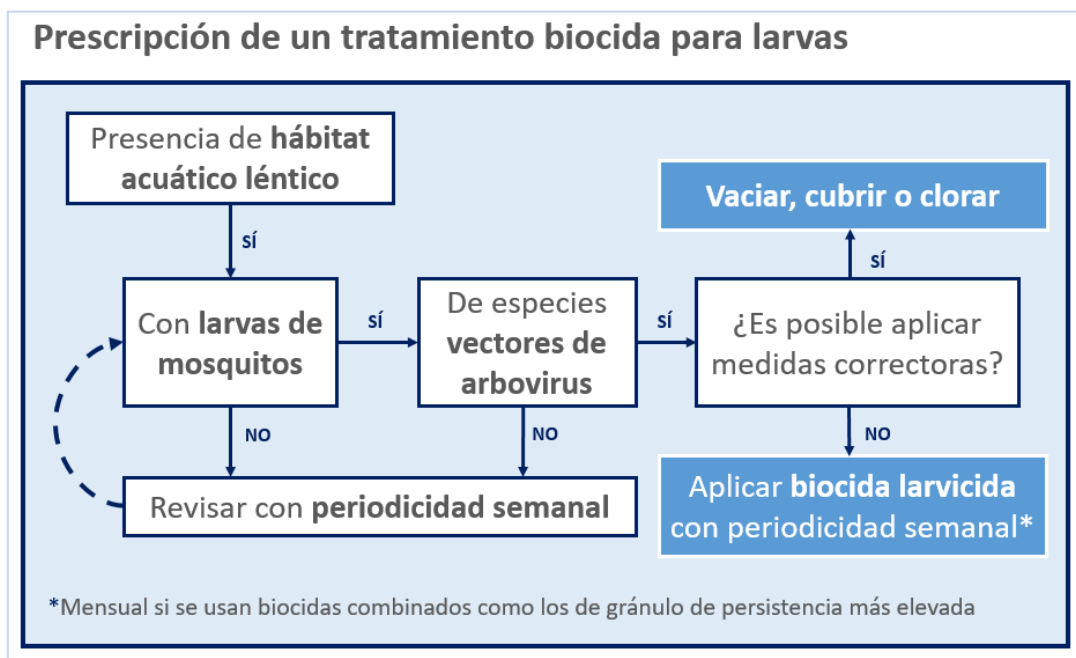 Prescripción de un tratamiento biocida para larvas
Presencia de hábitat
acuático léntico
SÍ
Con larvas de
mosquitos
SÍ
De especies
vectores de
arbovirus
SÍ
¿Es posible aplicar
medidas correctoras?
SÍ
Vaciar, cubrir o clorar
NO
NO
NO
Revisar con periodicidad semanal
Aplicar biocida larvicida
con periodicidad semanal*
*Mensual si se usan biocidas combinados como los de gránulo de persistencia más elevada